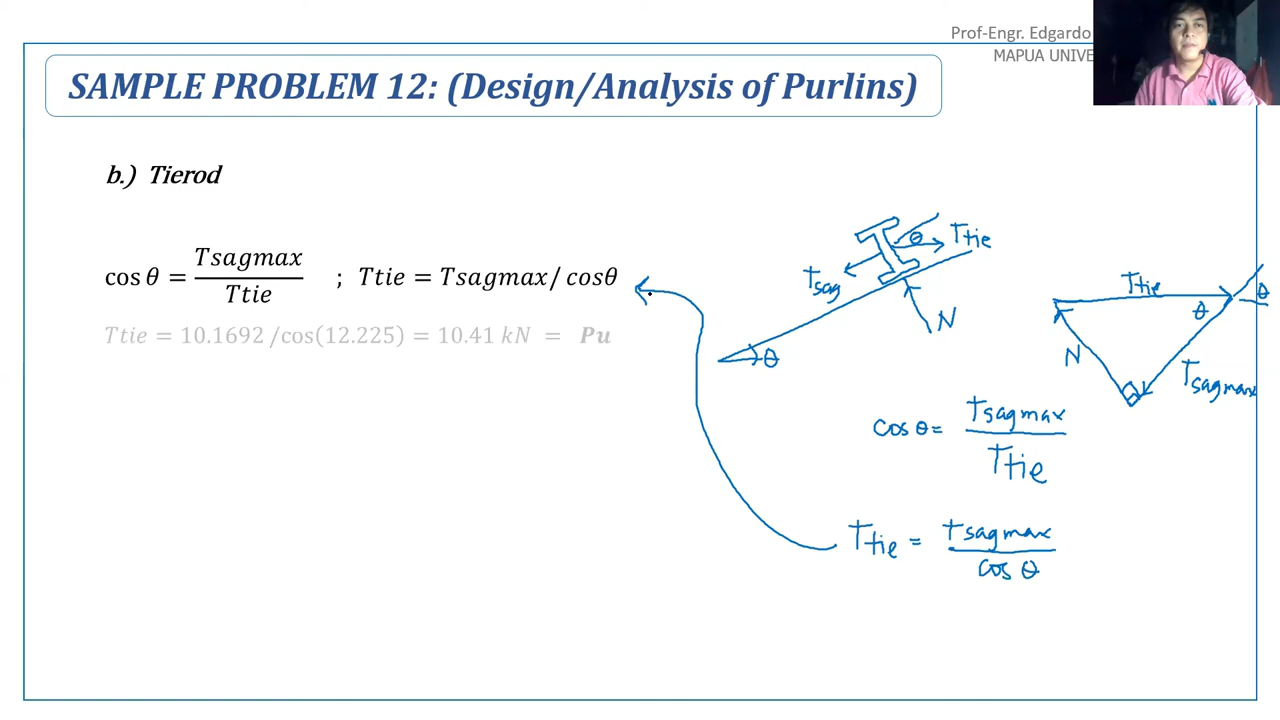 Prof-Engr. Edgardo
MAPUA UNIVE
SAMPLE PROBLEM 12: (Design/Analysis of Purlins)
b.) Tierod
cos θ = Tsagmax / Ttie ; Ttie = Tsagmax/ cosθ
Ttie = 10.1692 /cos(12.225) = 10.41 kN = Pu
θ Ttie
Tsag
N
θ
Ttie
θ
θ
N
Tsagmax
cos θ = Tsagmax / Ttie
Ttie = Tsagmax / cos θ